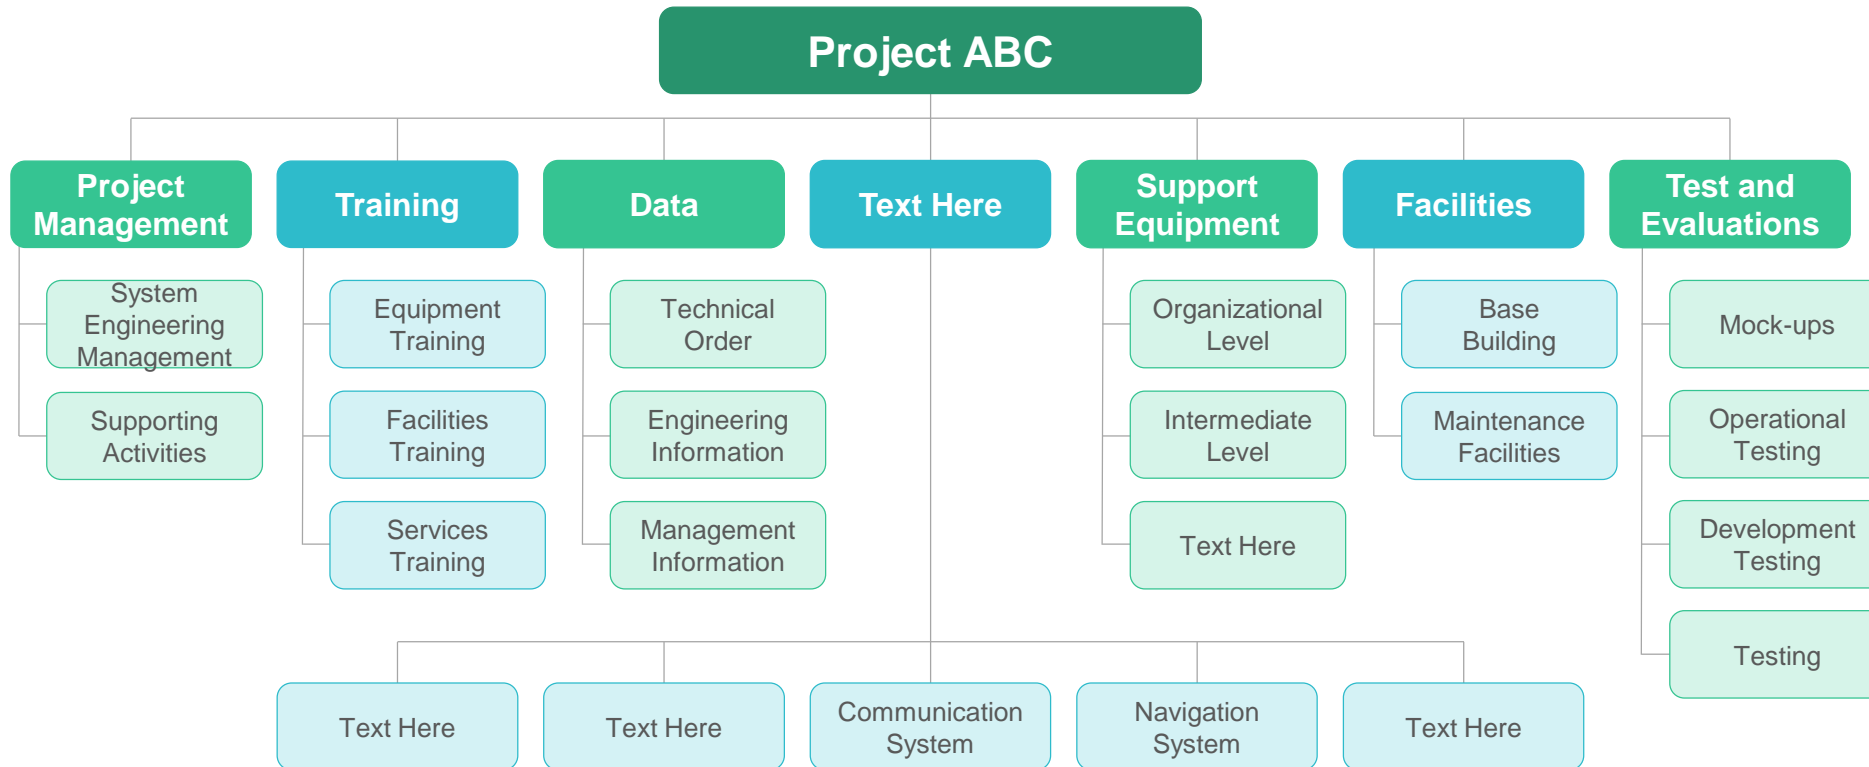 Project ABC
Project
Management
Training
Data
Text Here
Support
Equipment
Facilities
Test and
Evaluations
System
Engineering
Management
Equipment
Training
Technical
Order
Organizational
Level
Base
Building
Mock-ups
Supporting
Activities
Facilities
Training
Engineering
Information
Intermediate
Level
Maintenance
Facilities
Operational
Testing
Services
Training
Management
Information
Text Here
Development
Testing
Testing
Text Here
Text Here
Communication
System
Navigation
System
Text Here